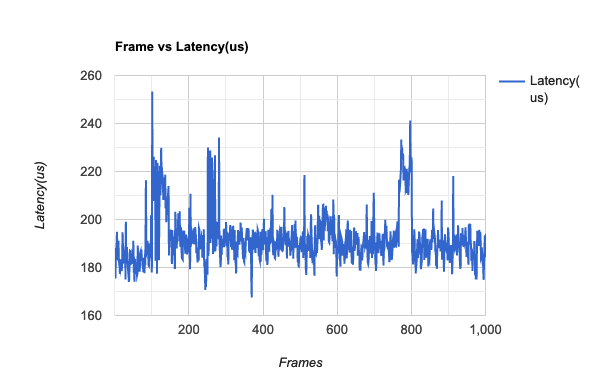 Frame vs Latency(us)
260
240
220
200
180
160
Latency(us)
200
400
600
800
1,000
Frames
Latency(
us)